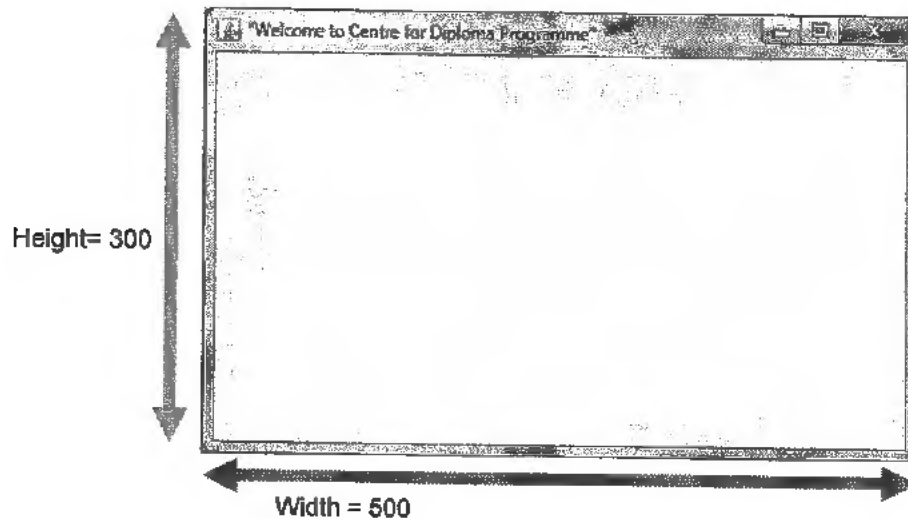 "Welcome to Centre for Diploma Programme"
Height= 300
Width = 500